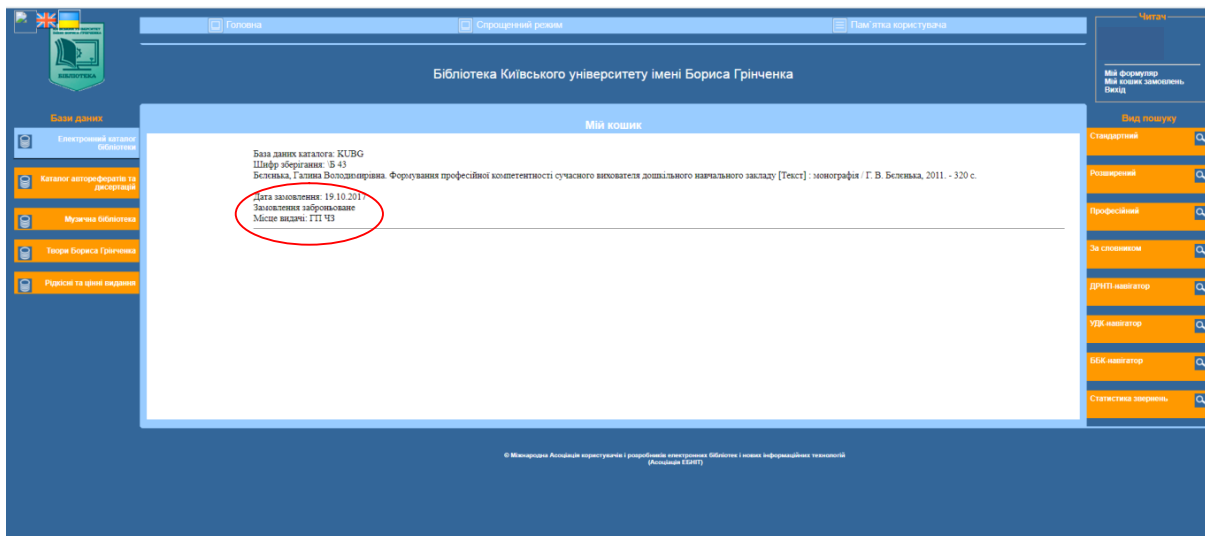 Головна
Спрощенний режим
Пам`ятка користувача
Читач
БІБЛІОТЕКА
Бібліотека Київського університету імені Бориса Грінченка
Мій формуляр
Мій кошик замовлень
Вихід
Бази даних
Електронний каталог
бібліотеки
Каталог авторефератів та
дисертацій
Музична бібліотека
Твори Бориса Грінченка
Рідкісні та цінні видання
Мій кошик
База даних каталога: KUBG
Шифр зберігання: \Б 43
Бєлєнька, Галина Володимирівна. Формування професійної компетентності сучасного вихователя дошкільного навчального закладу [Текст] : монографія / Г. В. Бєлєнька, 2011. - 320 с.
Дата замовлення: 19.10.2017
Замовлення заброньоване
Місце видачі: ГП ЧЗ
Вид пошуку
Стандартний
Розширений
Професійний
За словником
ДРНТІ-навігатор
УДК-навігатор
ББК-навігатор
Статистика звернень
© Міжнародна Асоціація користувачів і розробників електронних бібліотек і нових інформаційних технологій
(Асоціація ЕБНІТ)